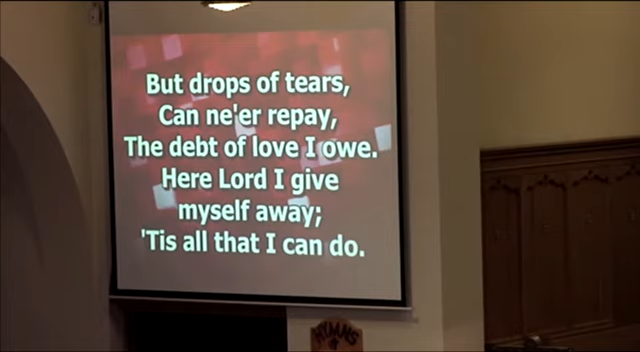 But drops of tears,
Can ne'er repay,
The debt of love I owe.
Here Lord I give
myself away;
'Tis all that I can do.
HYMNS